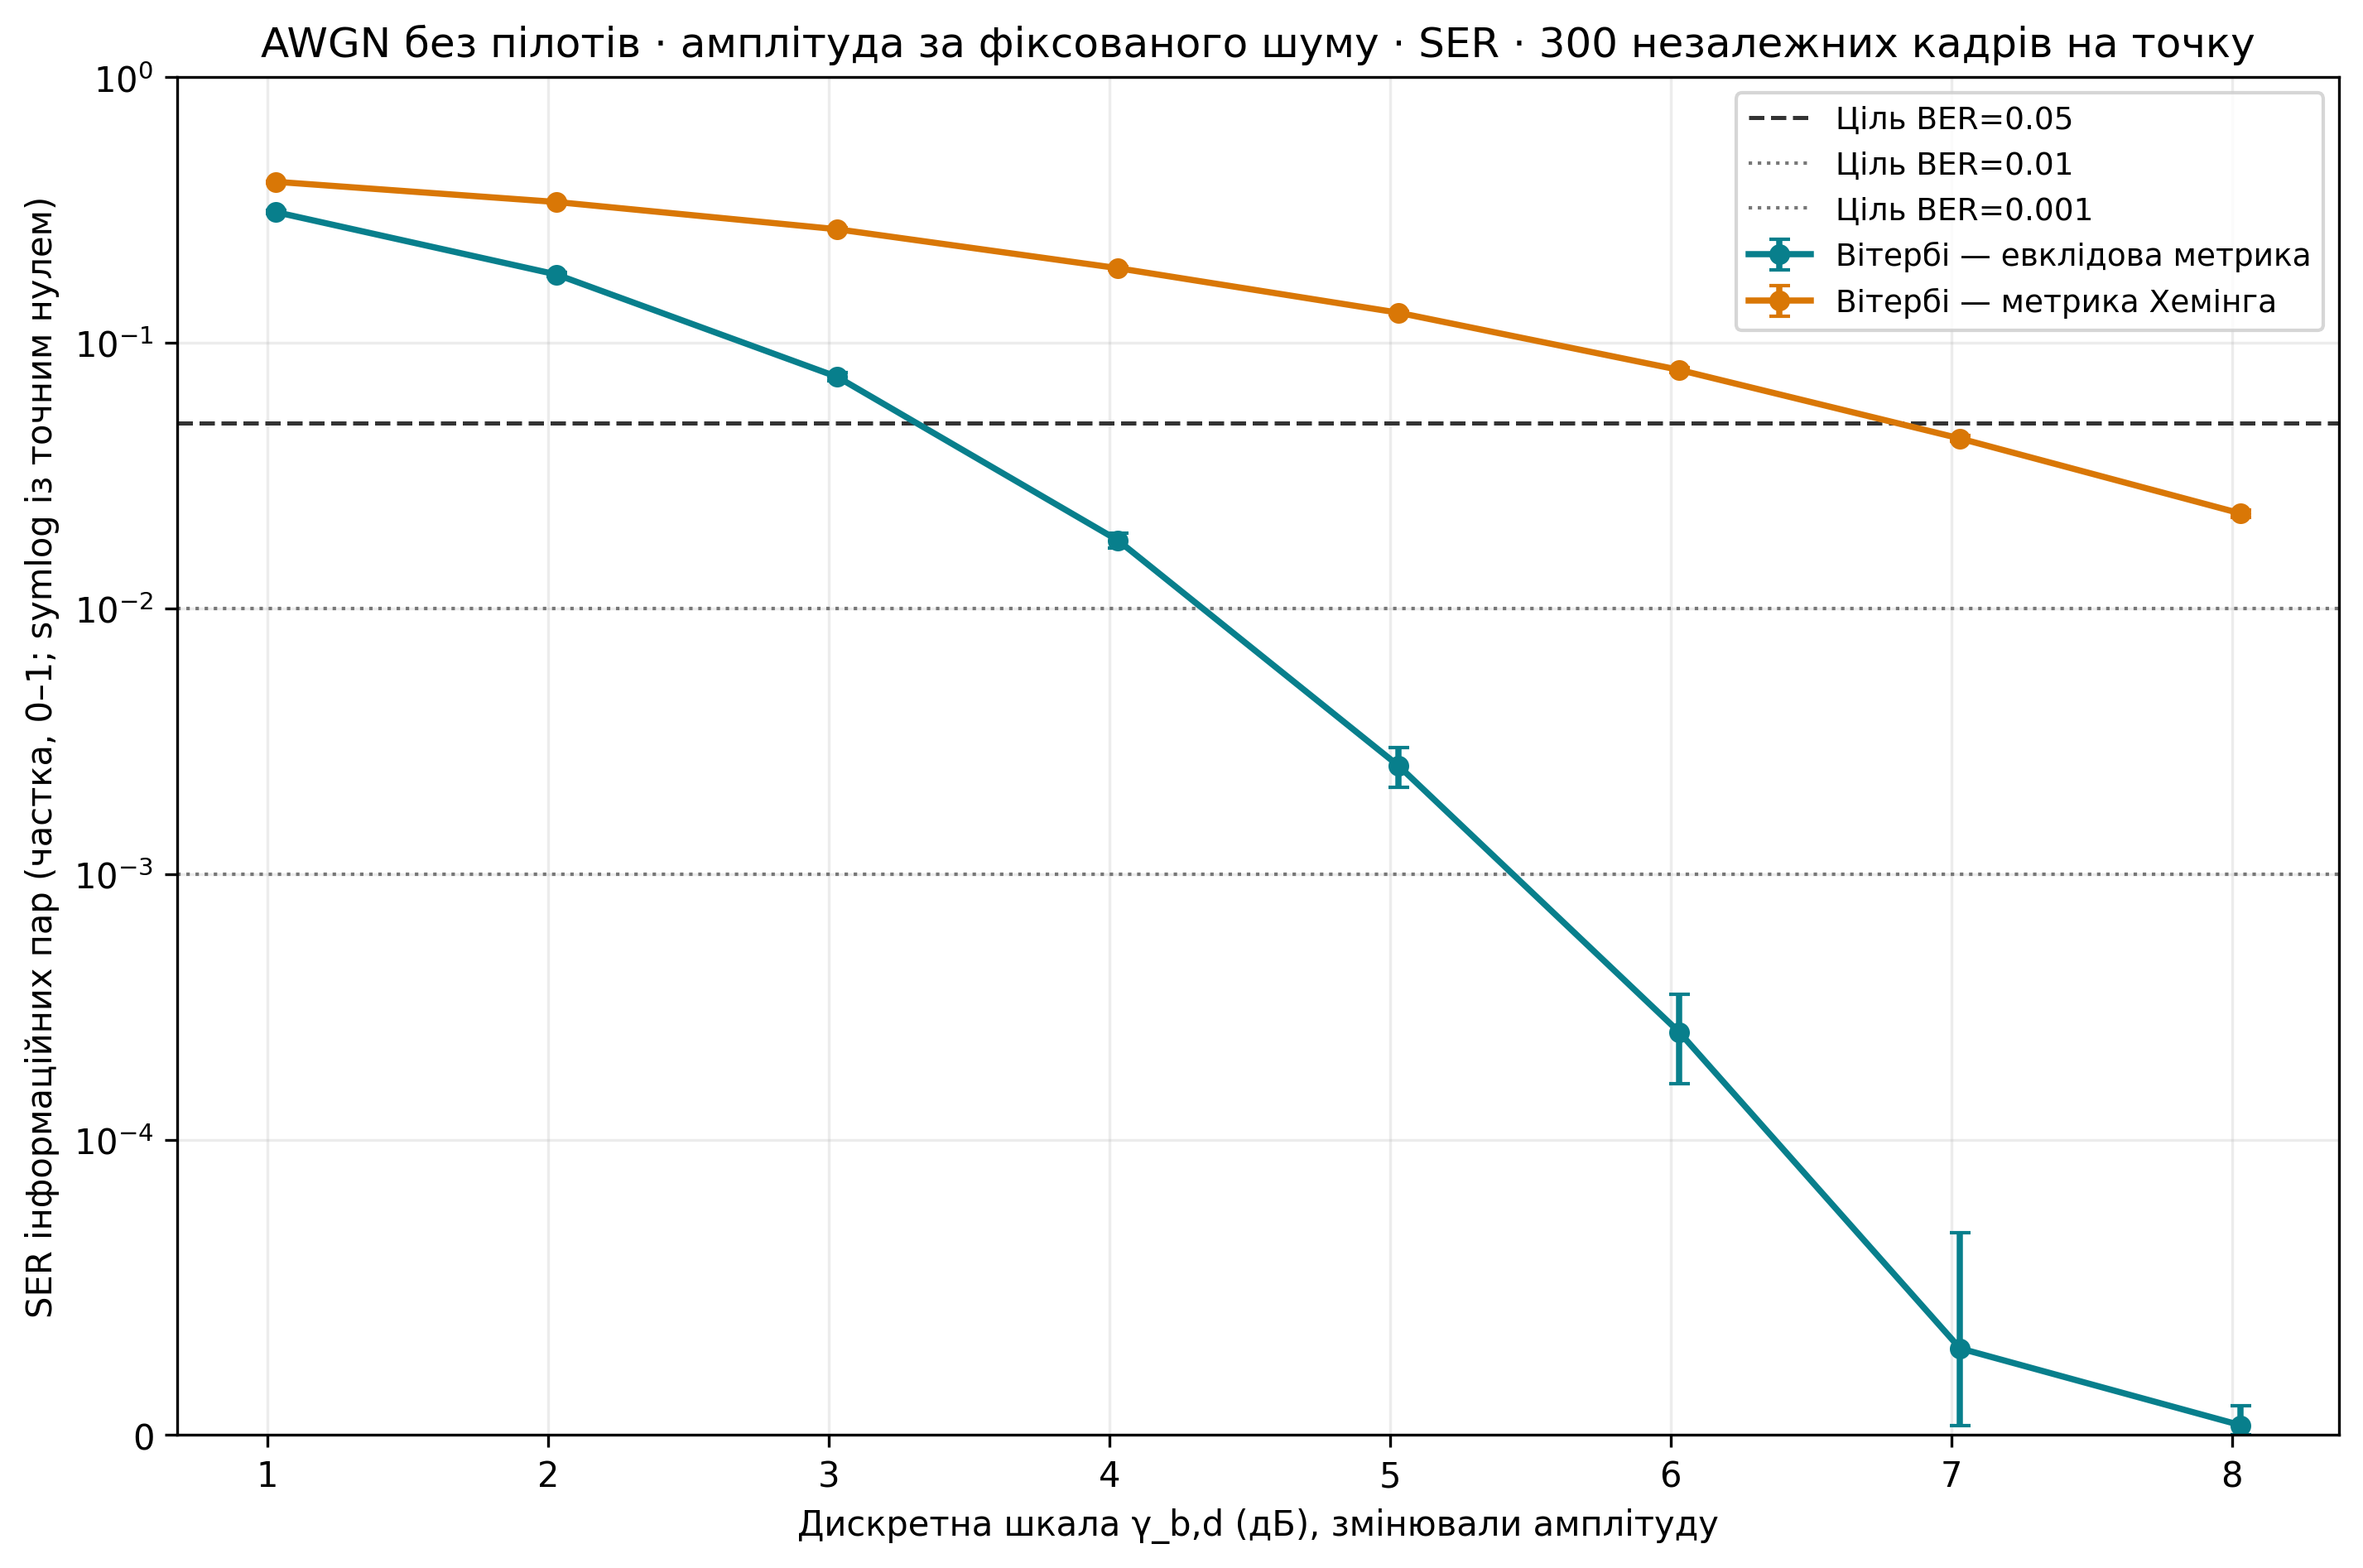 AWGN без пілотів · амплітуда за фіксованого шуму · SER · 300 незалежних кадрів на точку
SER інформаційних пар (частка, 0–1; symlog із точним нулем)
10⁰
10⁻¹
10⁻²
10⁻³
10⁻⁴
0
Ціль BER=0.05
Ціль BER=0.01
Ціль BER=0.001
Вітербі — евклідова метрика
Вітербі — метрика Хемінга
1 2 3 4 5 6 7 8
Дискретна шкала γ_b,d (дБ), змінювали амплітуду